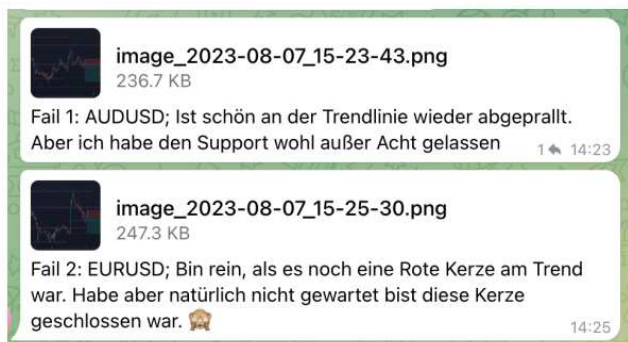 image_2023-08-07_15-23-43.png
236.7 KB
Fail 1: AUDUSD; Ist schön an der Trendlinie wieder abgeprallt.
Aber ich habe den Support wohl außer Acht gelassen
1 14:23
image_2023-08-07_15-25-30.png
247.3 KB
Fail 2: EURUSD; Bin rein, als es noch eine Rote Kerze am Trend
war. Habe aber natürlich nicht gewartet bist diese Kerze
geschlossen war. 🙈
14:25